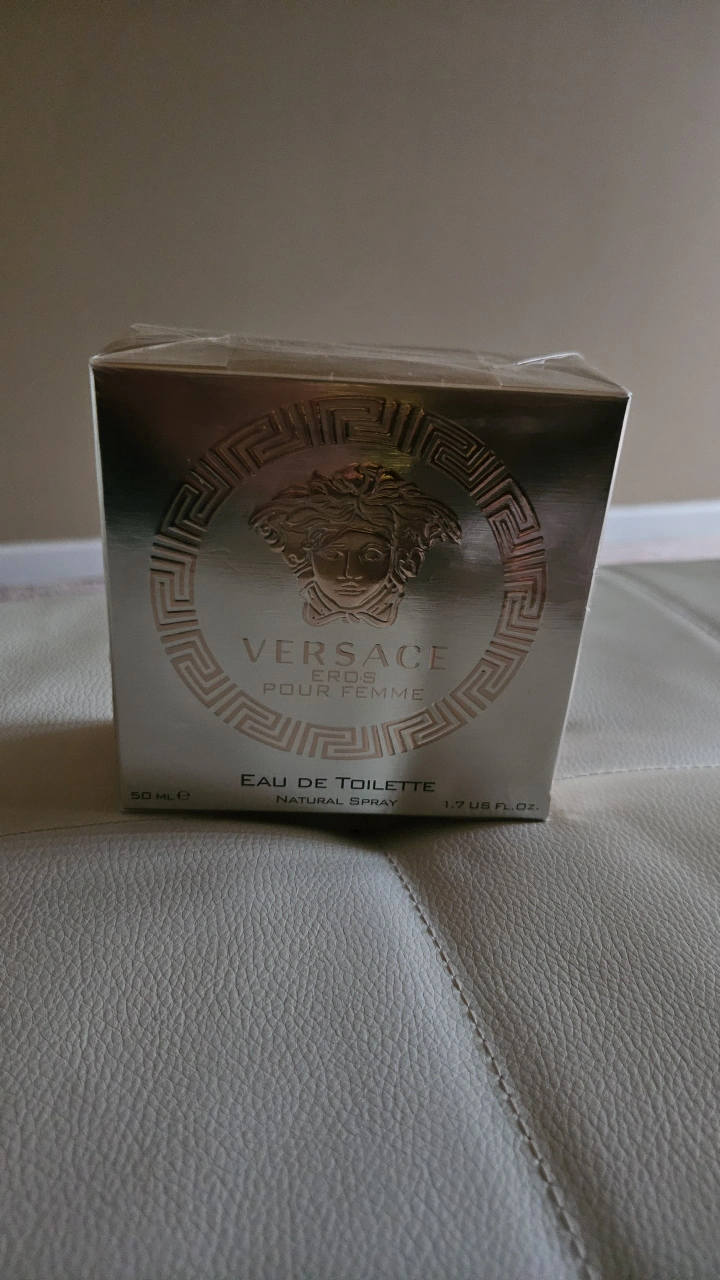 VERSACE
EROS
POUR FEMME
EAU DE TOILETTE
50 ML ℮
NATURAL SPRAY
1.7 US FL.OZ.